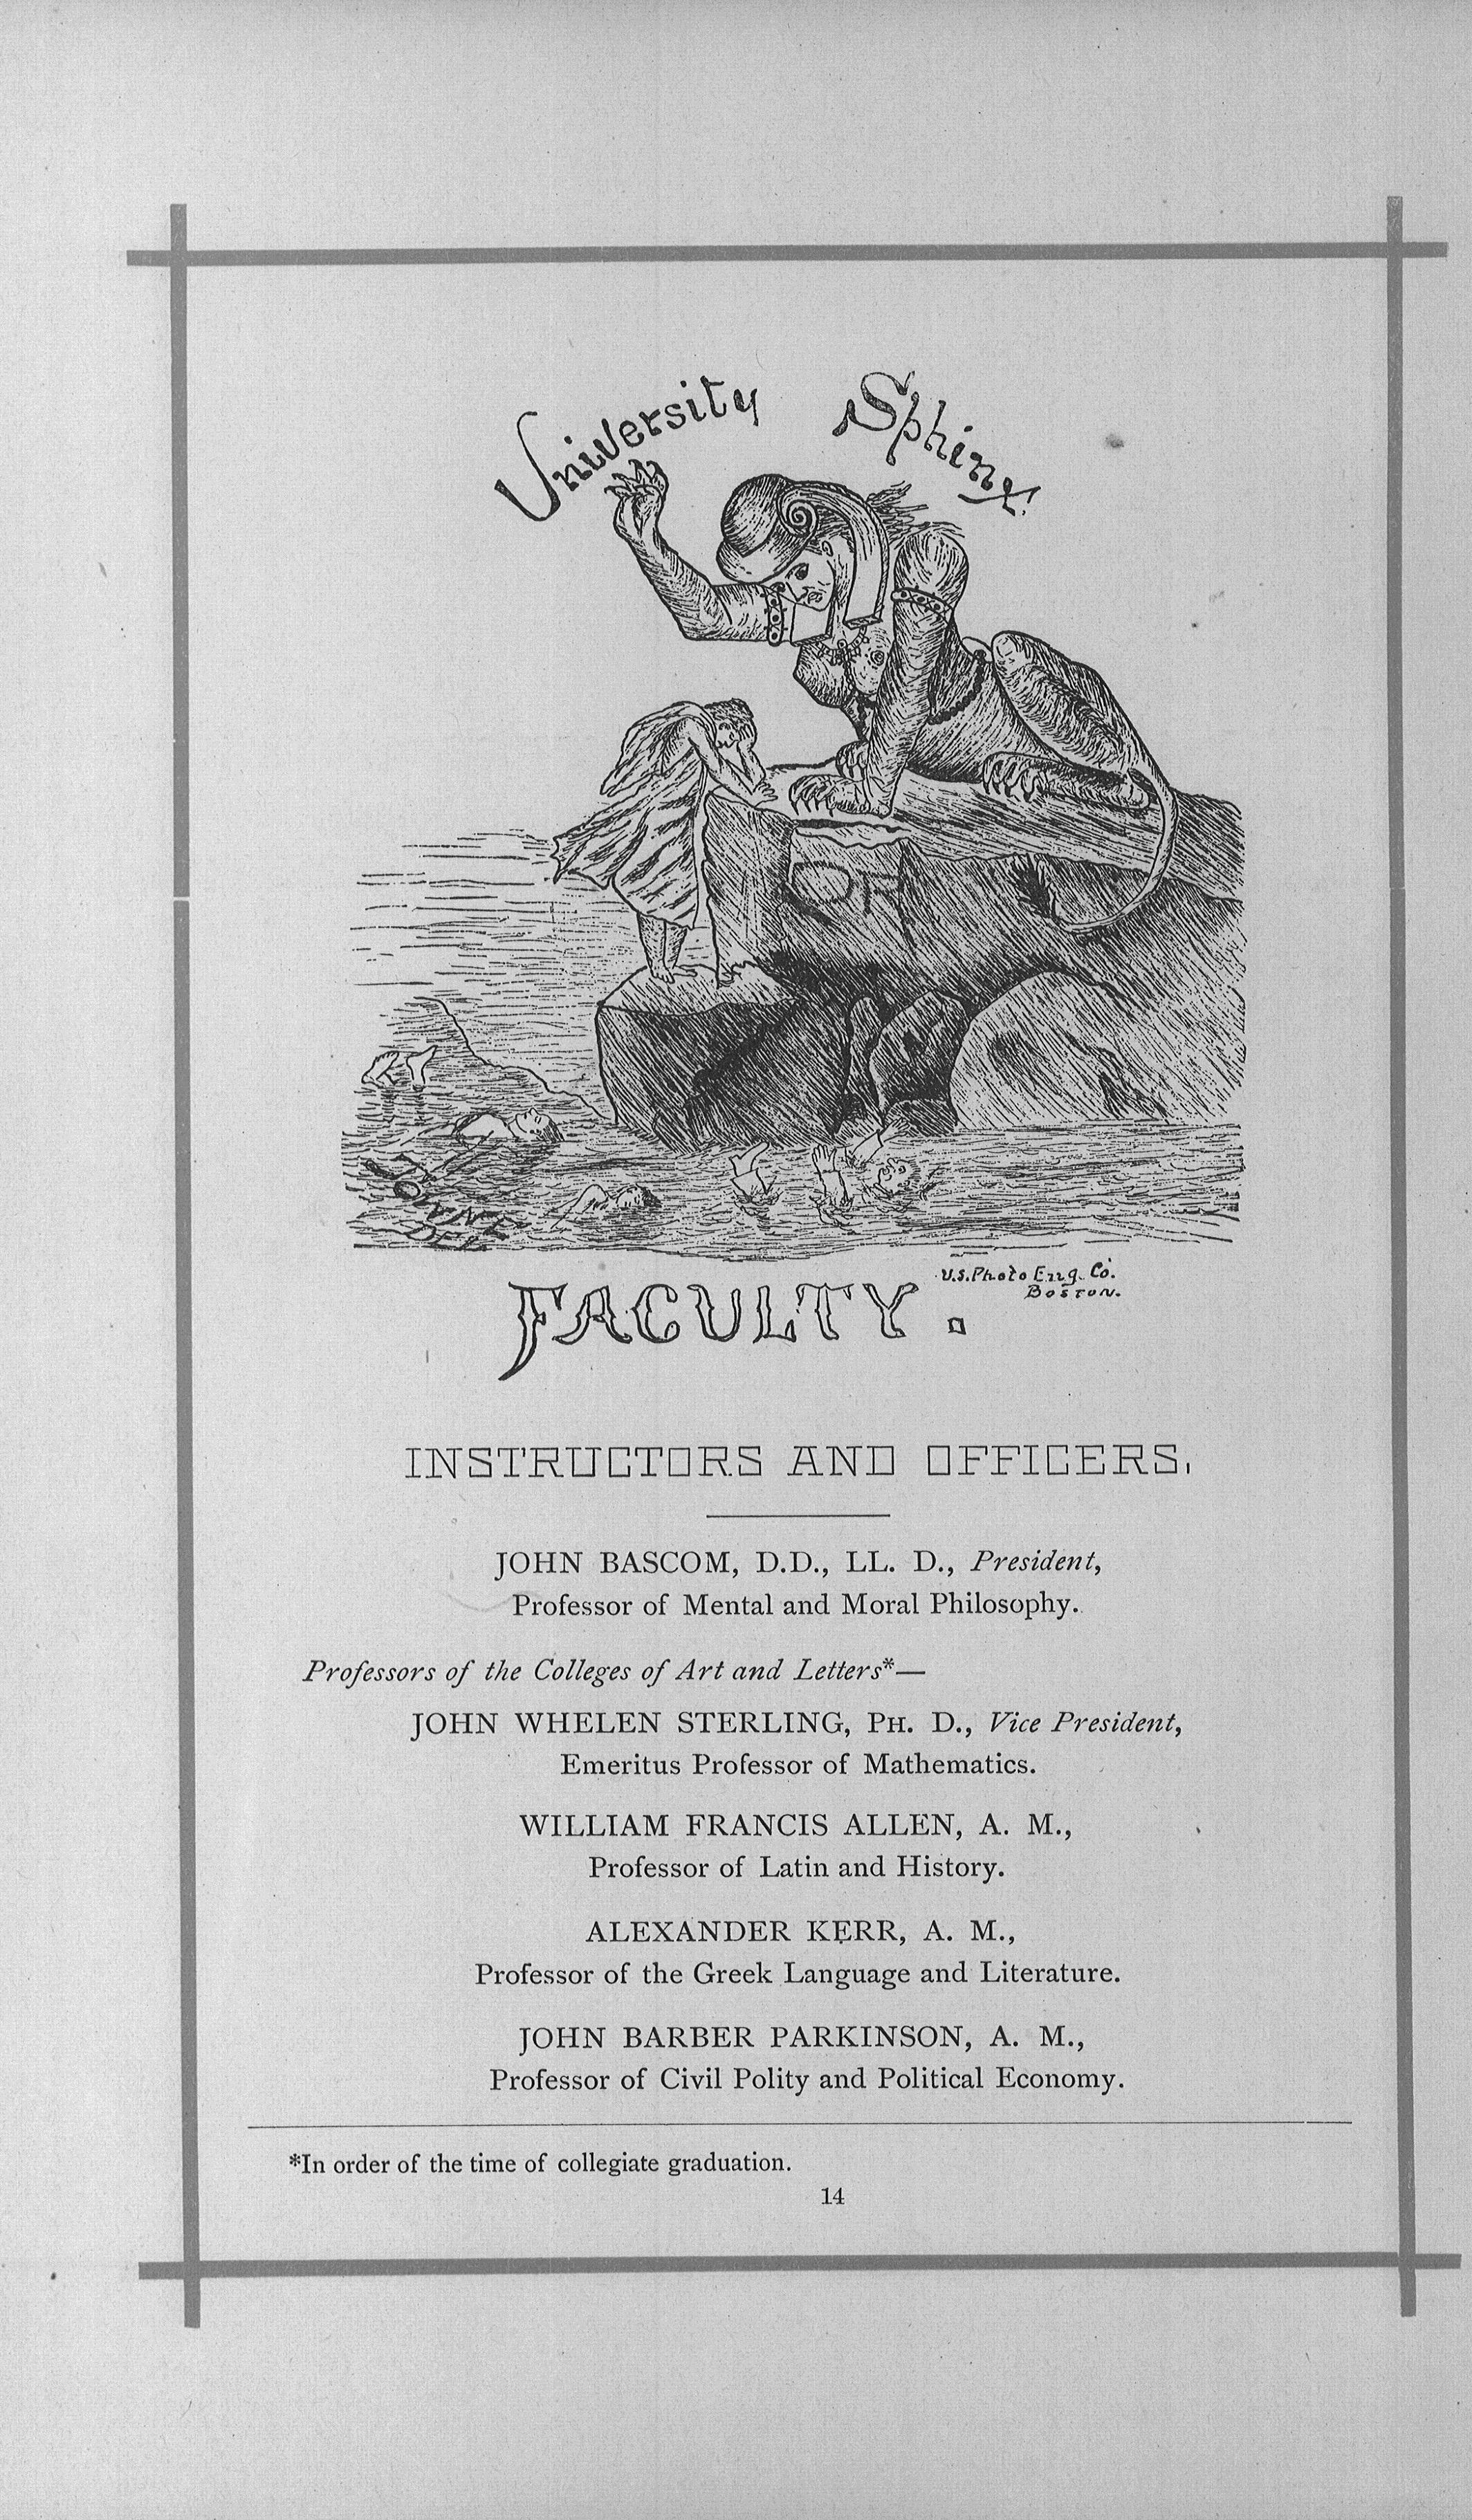 University Sphinx.
U.S. Photo Eng. Co.
Boston.
FACULTY.
INSTRUCTORS AND OFFICERS.
JOHN BASCOM, D.D., LL. D., President,
Professor of Mental and Moral Philosophy.
Professors of the Colleges of Art and Letters*—
JOHN WHELEN STERLING, PH. D., Vice President,
Emeritus Professor of Mathematics.
WILLIAM FRANCIS ALLEN, A. M.,
Professor of Latin and History.
ALEXANDER KERR, A. M.,
Professor of the Greek Language and Literature.
JOHN BARBER PARKINSON, A. M.,
Professor of Civil Polity and Political Economy.
*In order of the time of collegiate graduation.
14